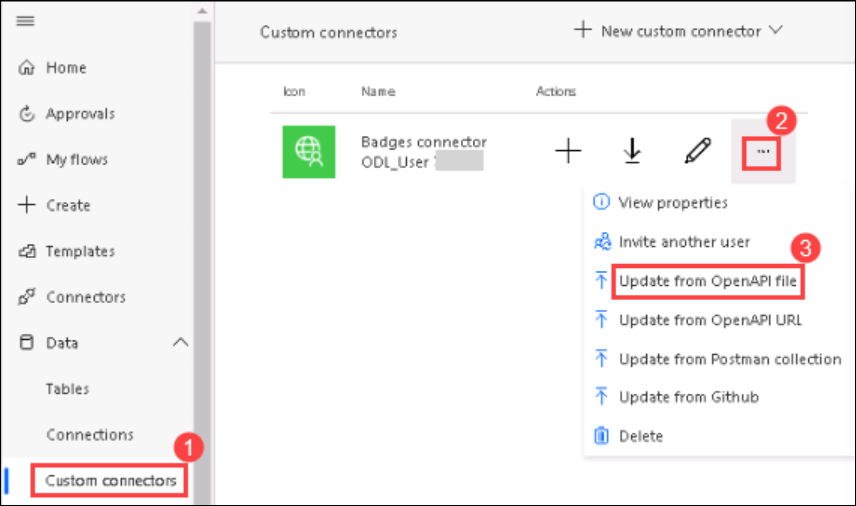 Custom connectors
New custom connector
Home
Approvals
My flows
Create
Templates
Connectors
Data
Tables
Connections
1
Custom connectors
Icon
Name
Actions
Badges connector
ODL_User
2
...
View properties
Invite another user
3
Update from OpenAPI file
Update from OpenAPI URL
Update from Postman collection
Update from Github
Delete